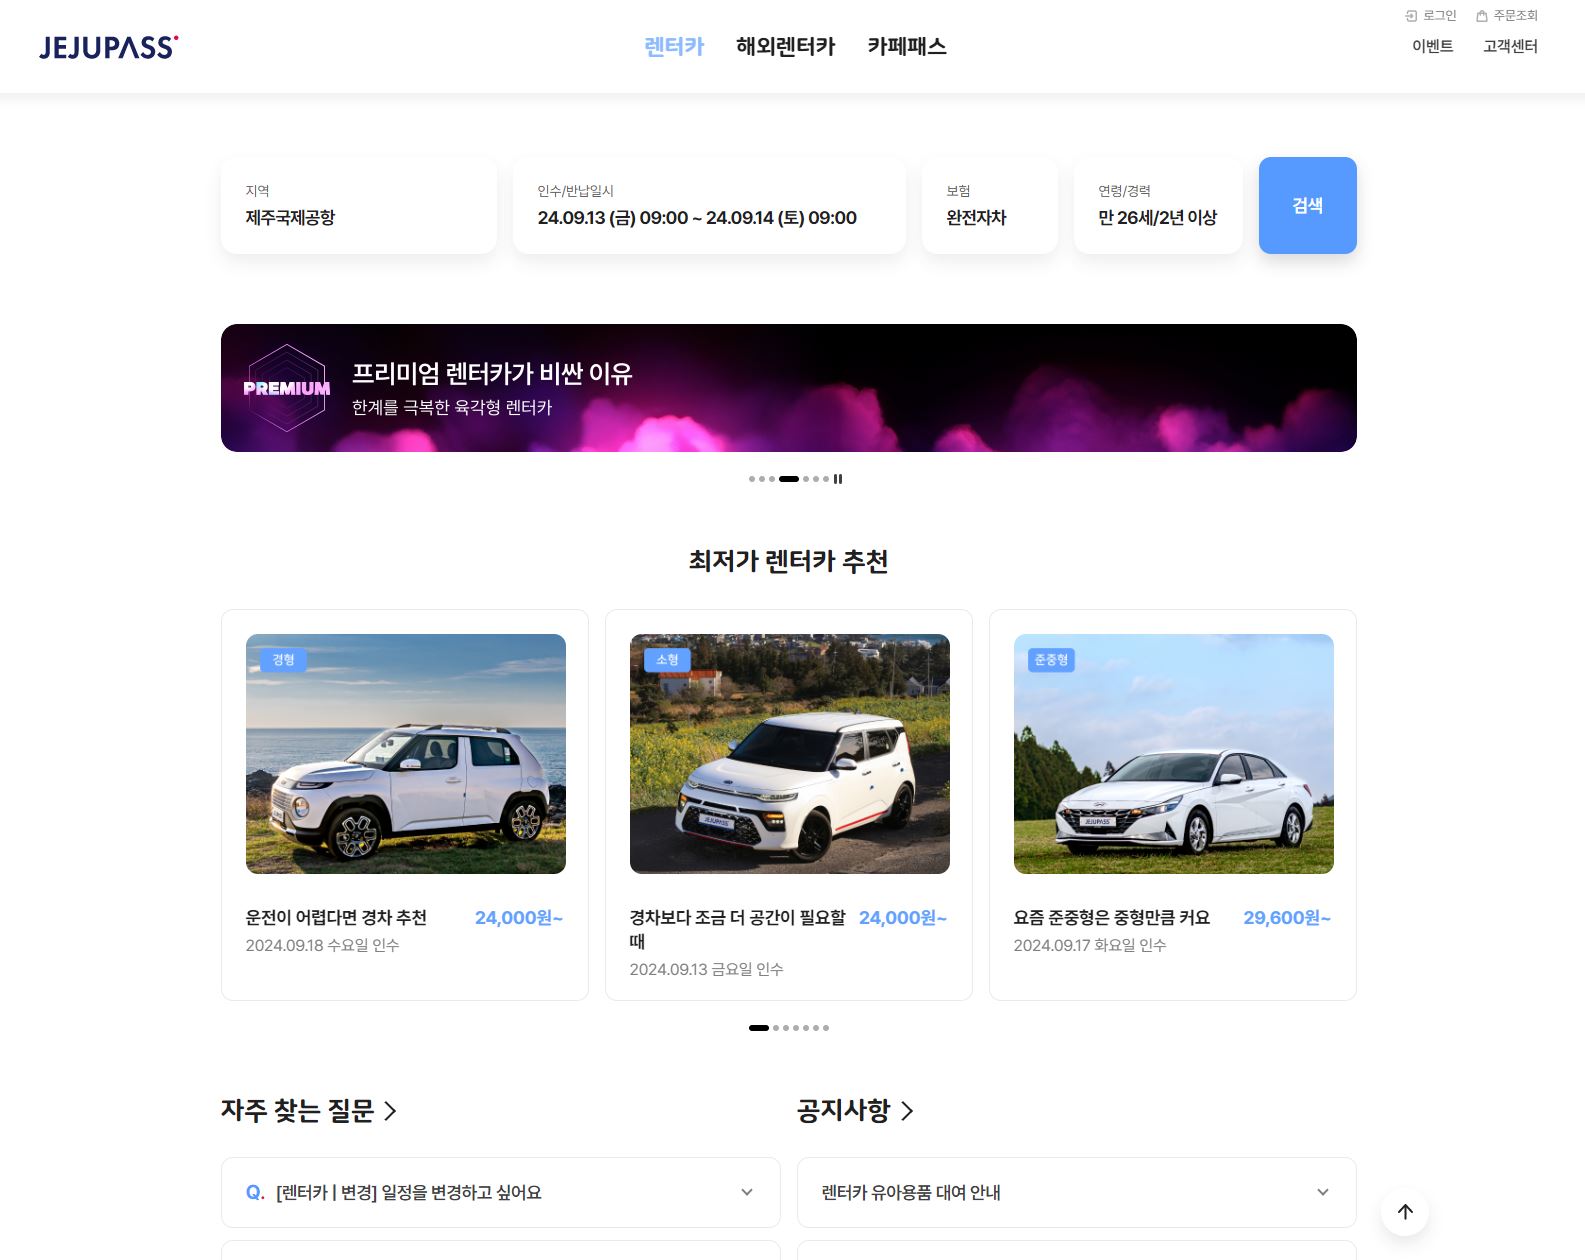 로그인
주문조회
JEJUPASS
렌터카
해외렌터카
카페패스
이벤트
고객센터
지역
제주국제공항
인수/반납일시
24.09.13 (금) 09:00 ~ 24.09.14 (토) 09:00
보험
완전자차
연령/경력
만 26세/2년 이상
검색
PREMIUM
프리미엄 렌터카가 비싼 이유
한계를 극복한 육각형 렌터카
최저가 렌터카 추천
경형
운전이 어렵다면 경차 추천
24,000원~
2024.09.18 수요일 인수
소형
JEJUPASS
경차보다 조금 더 공간이 필요할
때
24,000원~
2024.09.13 금요일 인수
준중형
JEJUPASS
요즘 준중형은 중형만큼 커요
29,600원~
2024.09.17 화요일 인수
자주 찾는 질문
Q. [렌터카 | 변경] 일정을 변경하고 싶어요
공지사항
렌터카 유아용품 대여 안내